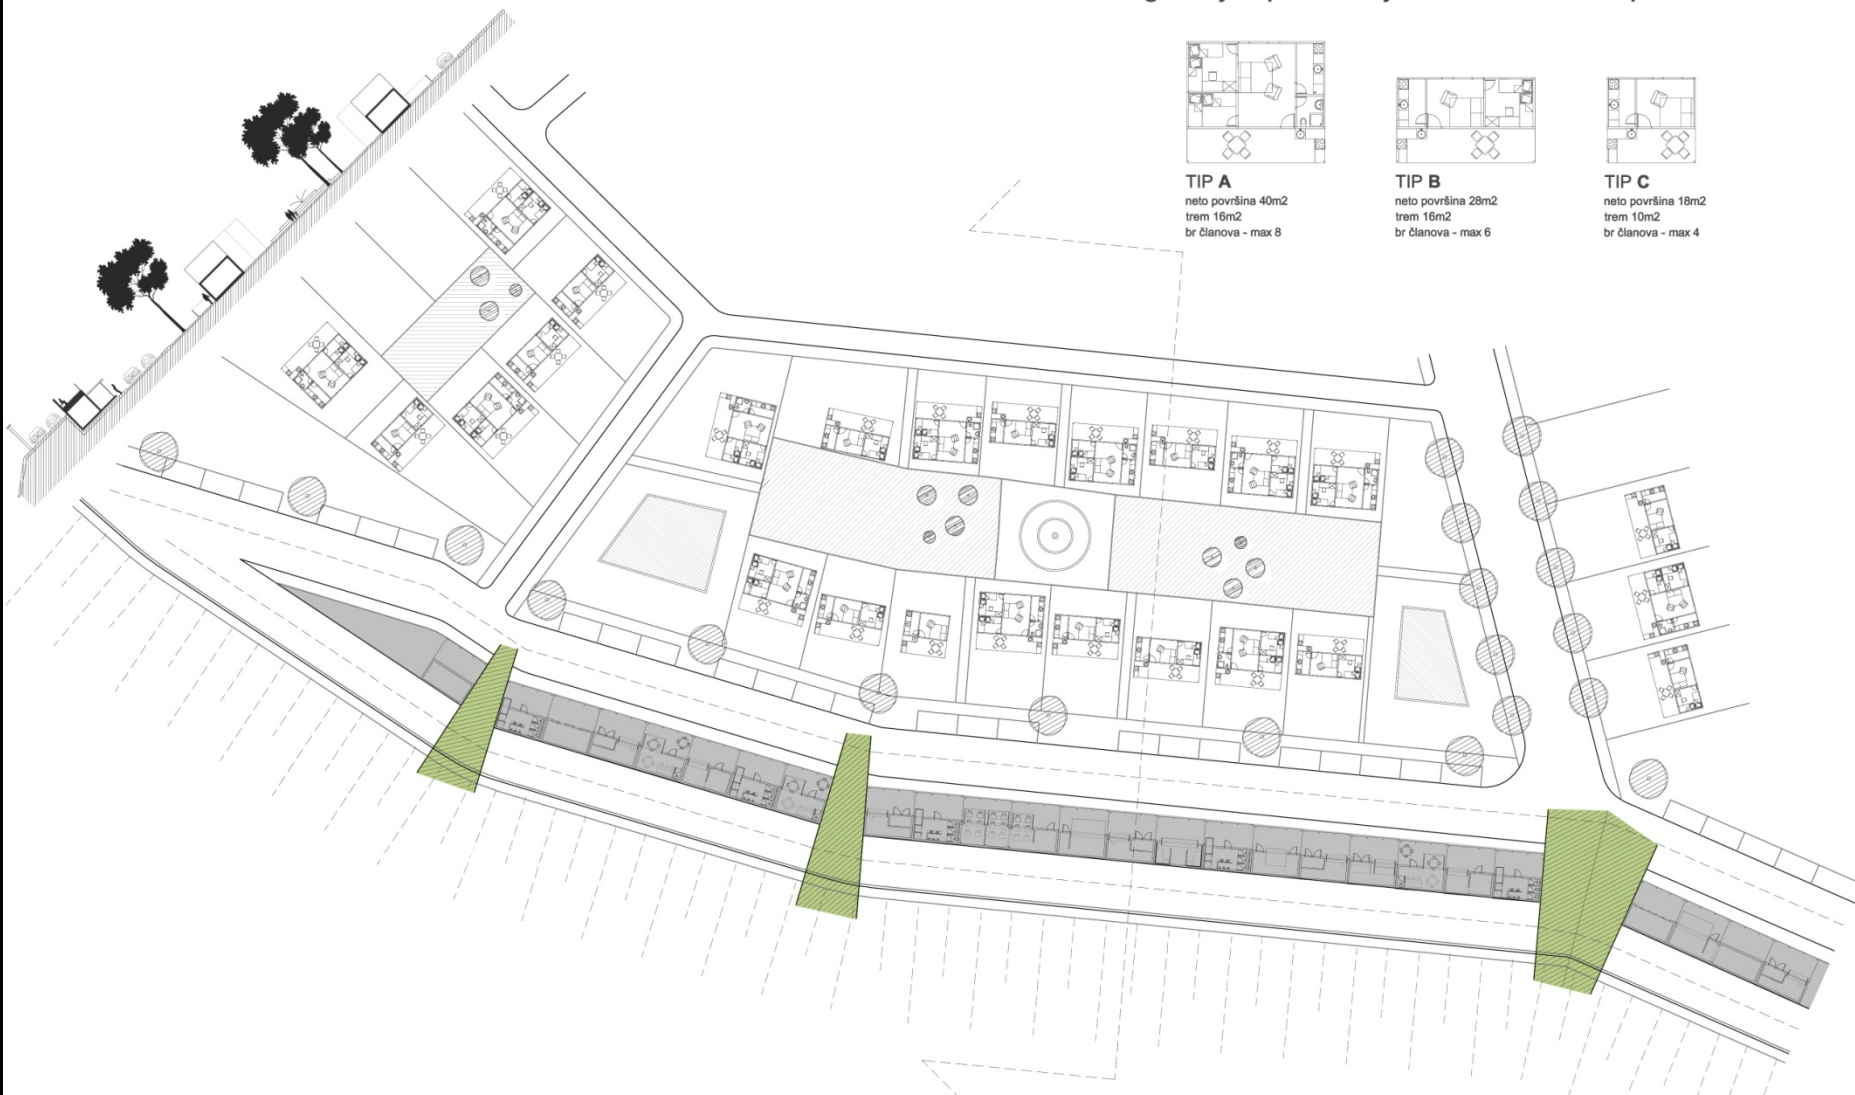 TIP A
neto površina 40m2
trem 16m2
br članova - max 8
TIP B
neto površina 28m2
trem 16m2
br članova - max 6
TIP C
neto površina 18m2
trem 10m2
br članova - max 4